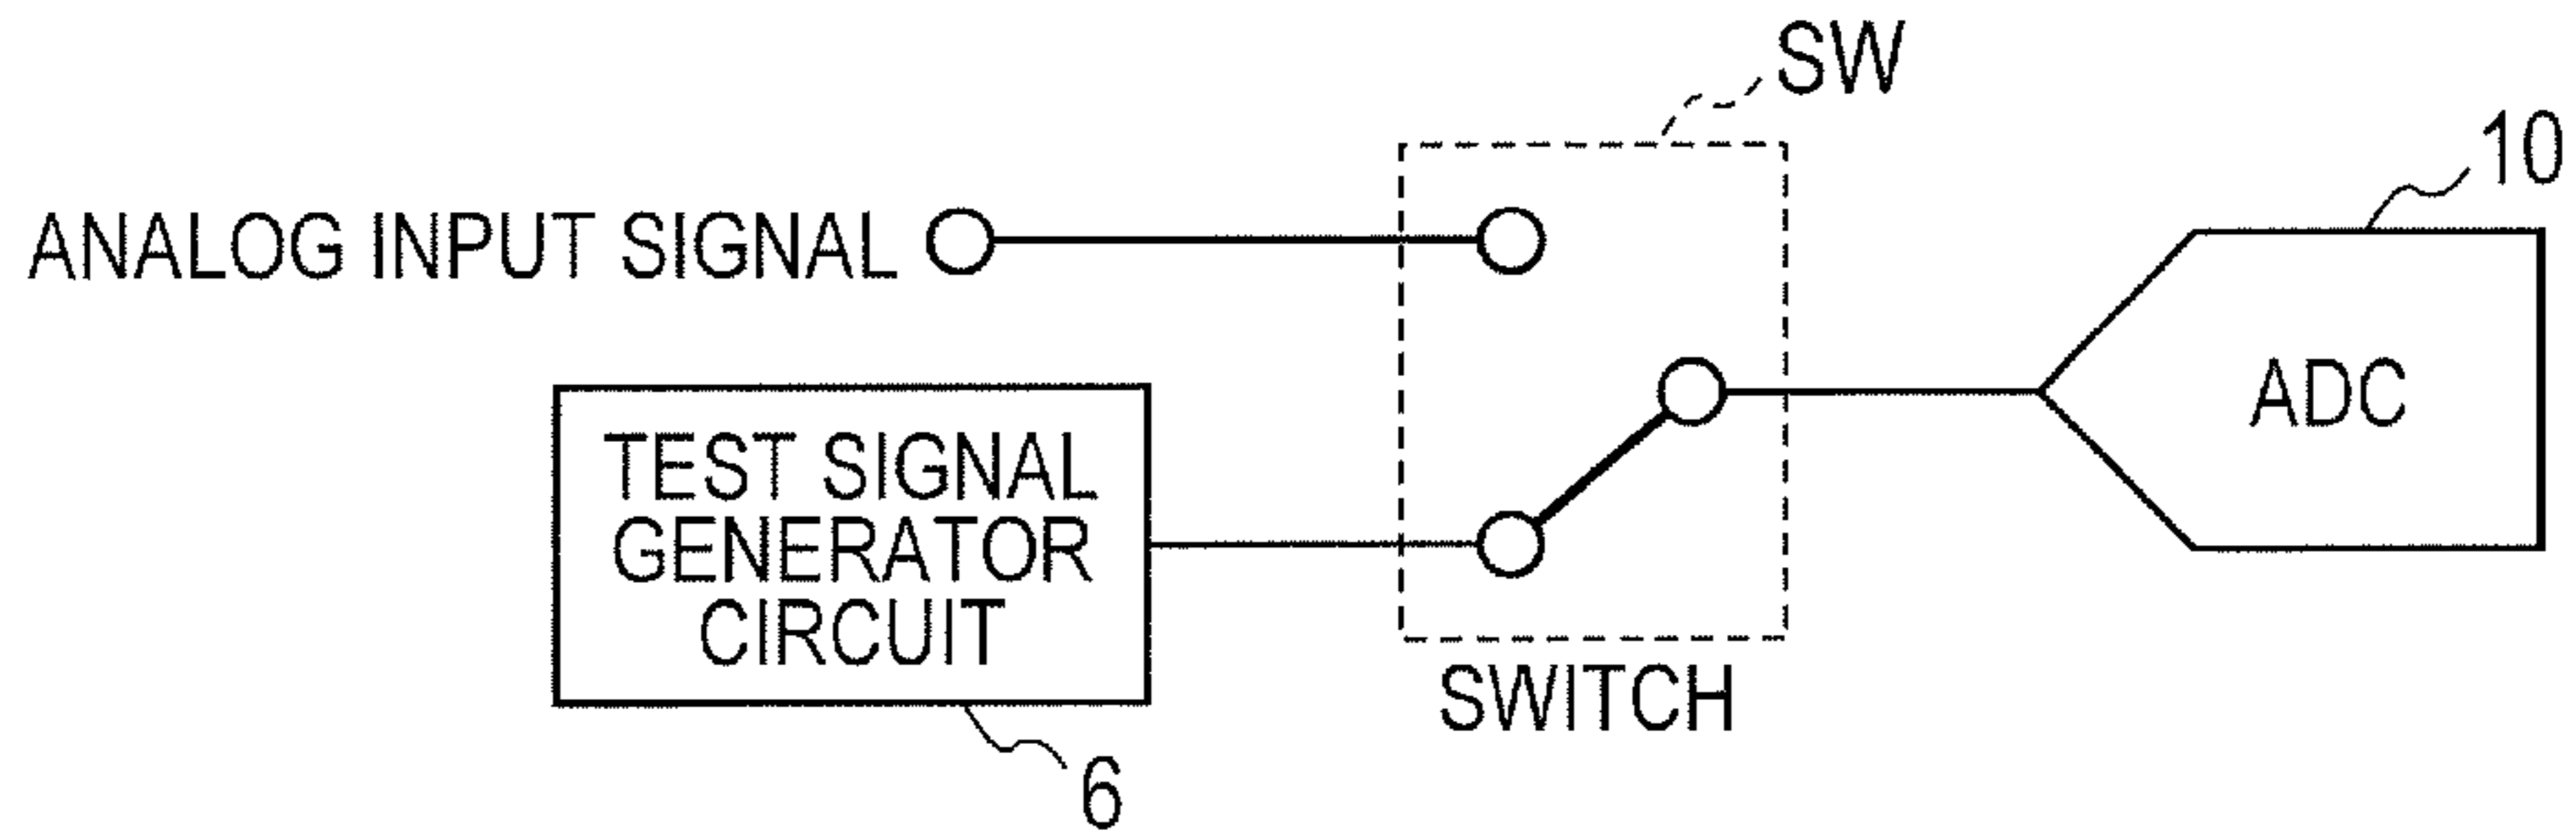 SW
10
ANALOG INPUT SIGNAL
ADC
TEST SIGNAL
GENERATOR
CIRCUIT
SWITCH
6